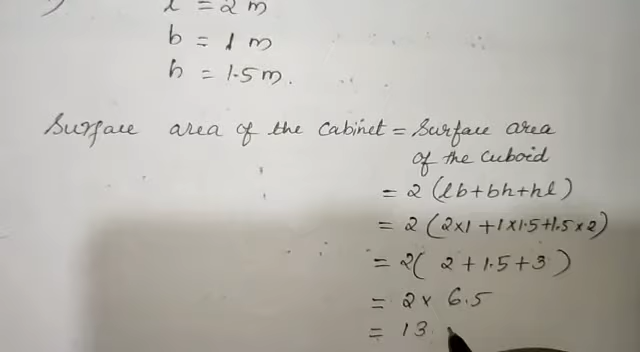 l = 2 m
b = 1 m
h = 1.5 m.
Surface area of the cabinet = Surface area
of the cuboid
= 2 (lb+bh+hl)
= 2 (2×1 +1×1.5+1.5×2)
= 2( 2 + 1.5 + 3 )
= 2 × 6.5
= 13